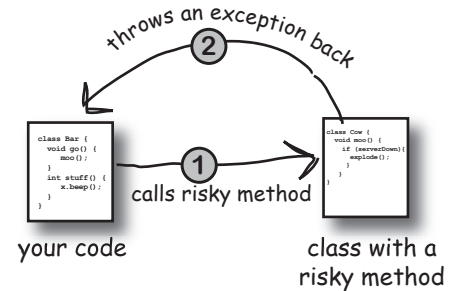 throws an exception back
2
class Bar {
void go() {
moo();
}
int stuff() {
x.beep();
}
}
1
calls risky method
class Cow {
void moo() {
if (serverDown){
explode();
}
}
}
your code
class with a
risky method